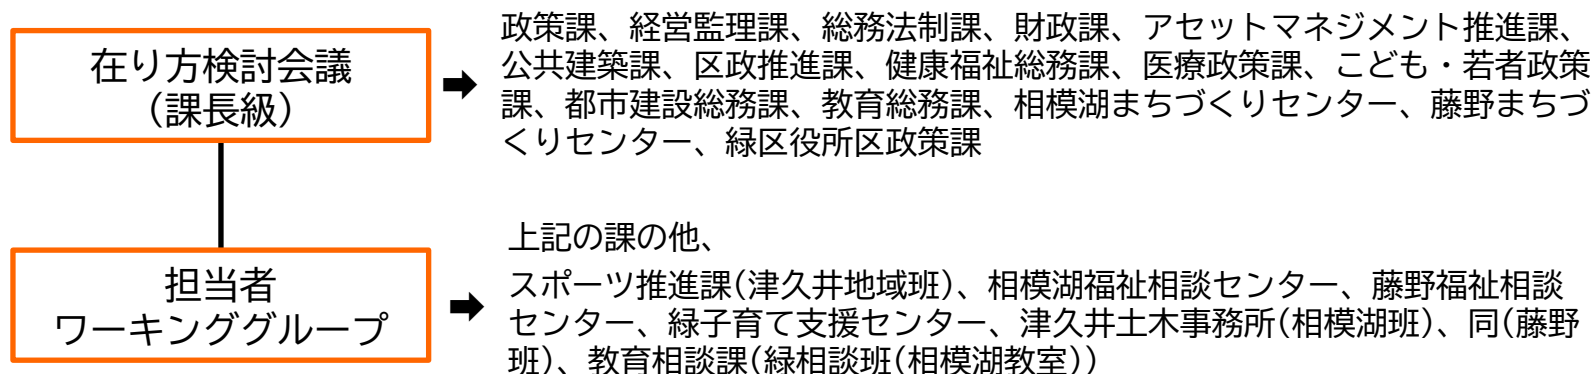 在り方検討会議
（課長級）
政策課、経営監理課、総務法制課、財政課、アセットマネジメント推進課、
公共建築課、区政推進課、健康福祉総務課、医療政策課、こども・若者政策
課、都市建設総務課、教育総務課、相模湖まちづくりセンター、藤野まちづ
くりセンター、緑区役所区政策課
担当者
ワーキンググループ
上記の課の他、
スポーツ推進課(津久井地域班)、相模湖福祉相談センター、藤野福祉相談
センター、緑子育て支援センター、津久井土木事務所(相模湖班)、同(藤野
班)、教育相談課(緑相談班(相模湖教室))